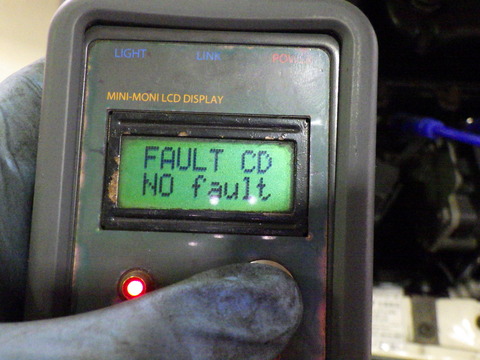 LIGHT LINK
MINI-MONI LCD DISPLAY
FAULT CD
NO fault